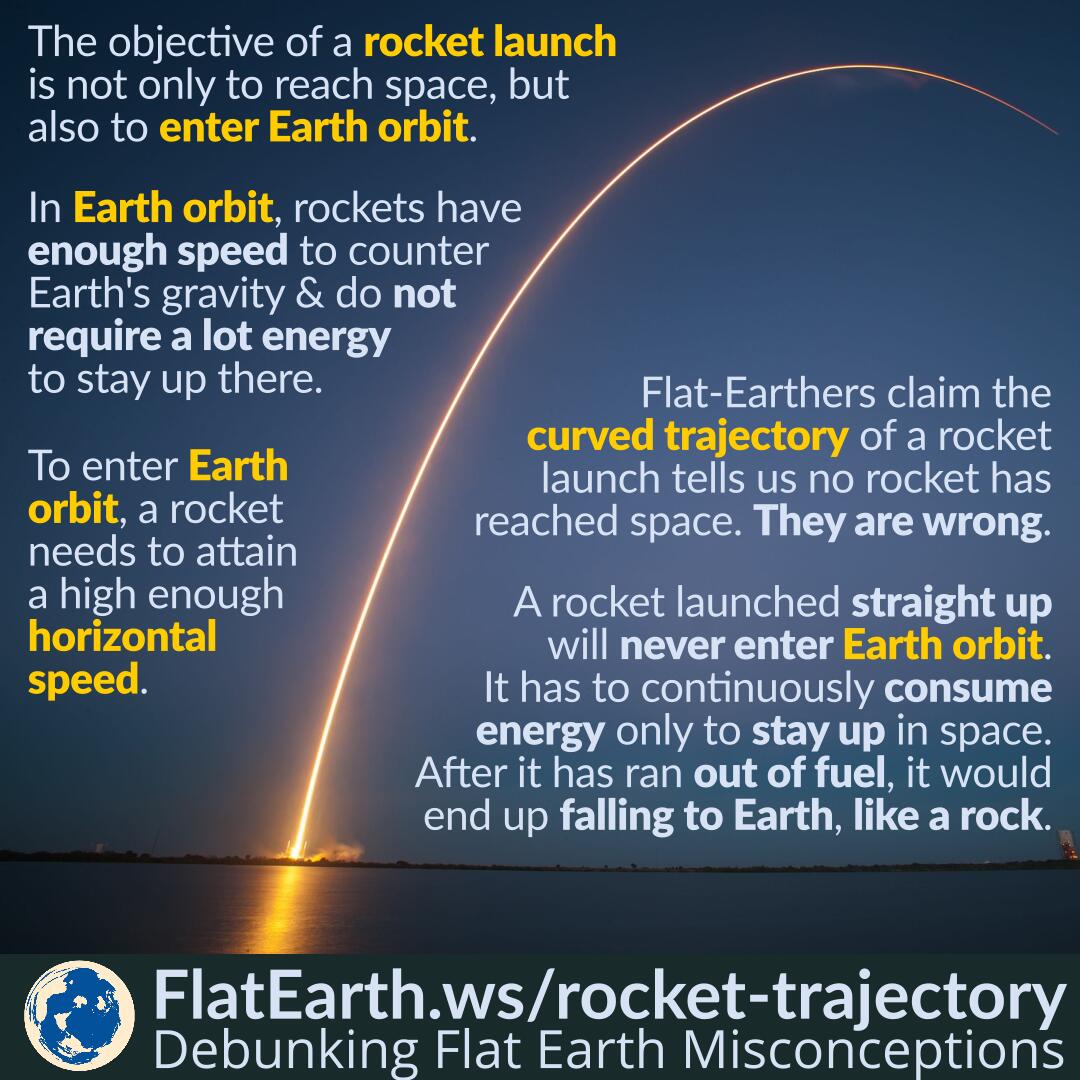 The objective of a rocket launch
is not only to reach space, but
also to enter Earth orbit.
In Earth orbit, rockets have
enough speed to counter
Earth's gravity & do not
require a lot energy
to stay up there.
To enter Earth
orbit, a rocket
needs to attain
a high enough
horizontal
speed.
Flat-Earthers claim the
curved trajectory of a rocket
launch tells us no rocket has
reached space. They are wrong.
A rocket launched straight up
will never enter Earth orbit.
It has to continuously consume
energy only to stay up in space.
After it has ran out of fuel, it would
end up falling to Earth, like a rock.
FlatEarth.ws/rocket-trajectory
Debunking Flat Earth Misconceptions